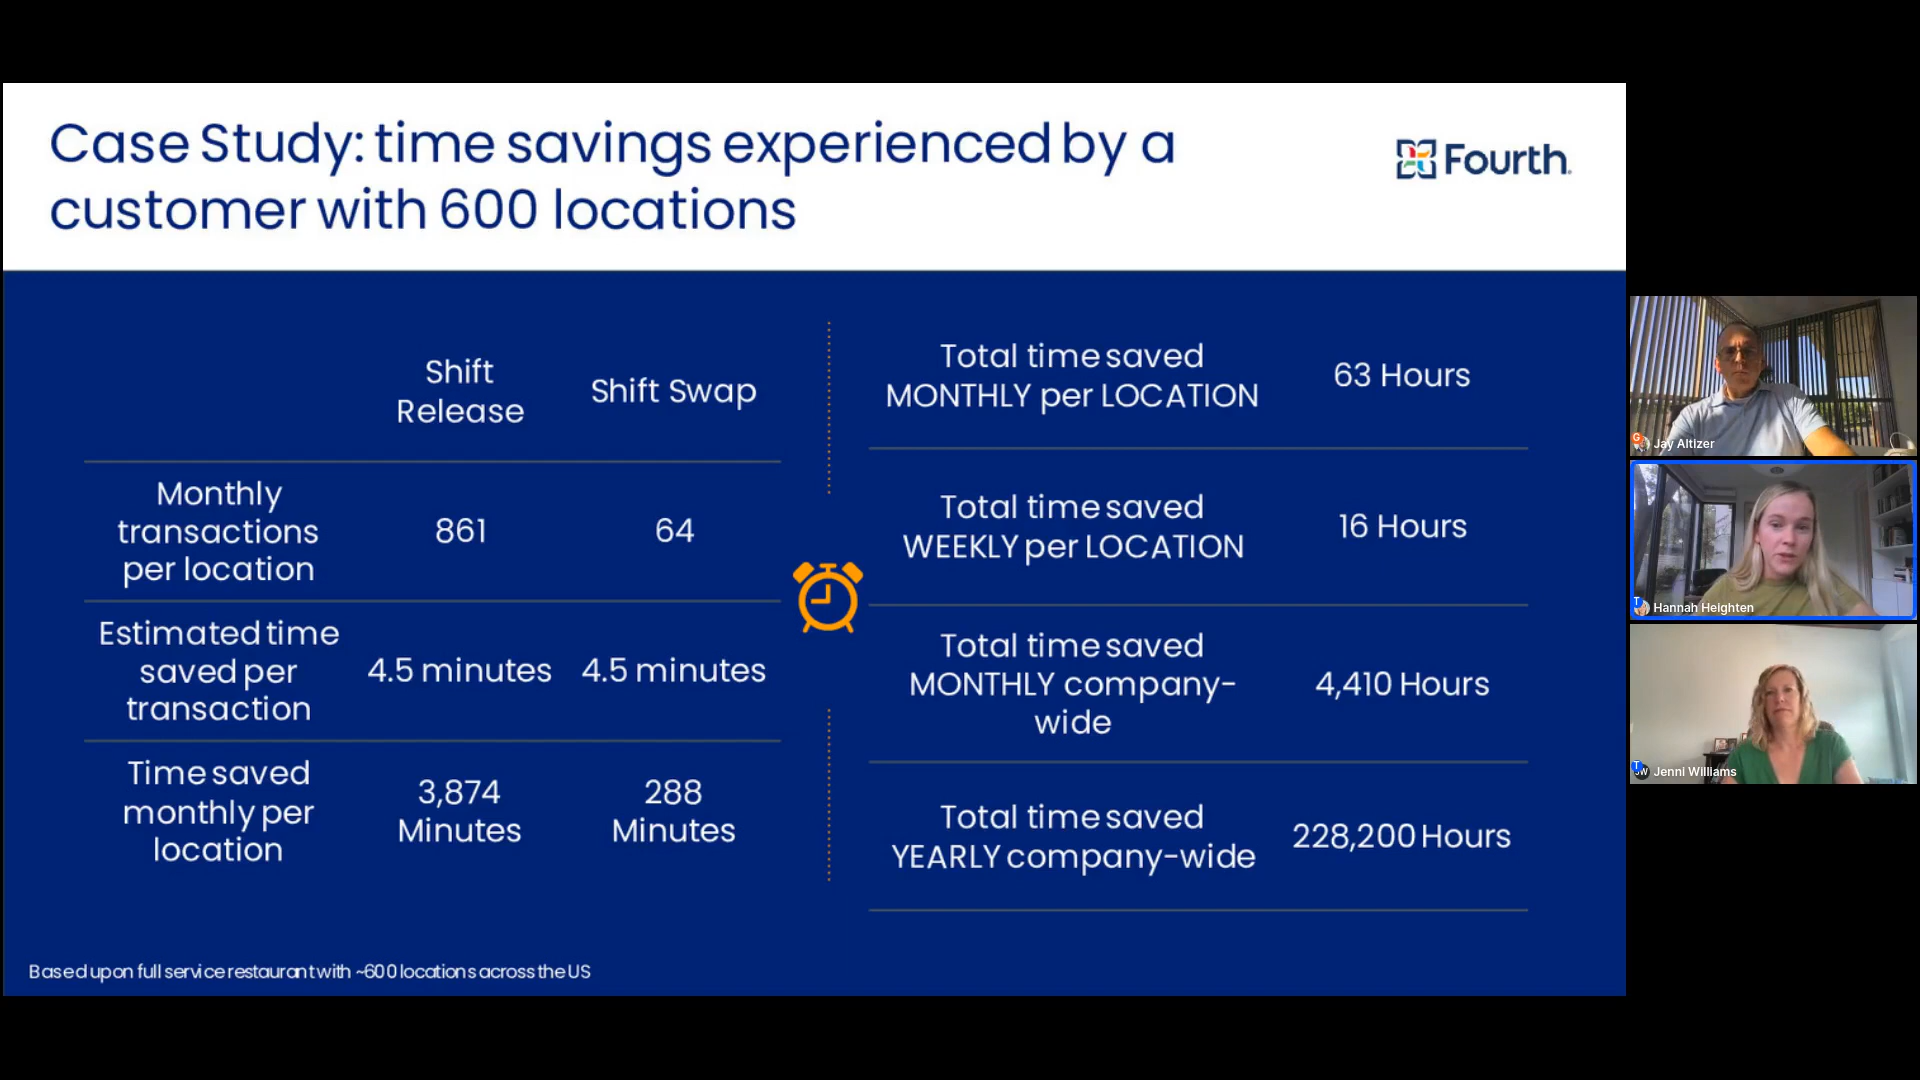 Case Study: time savings experienced by a
customer with 600 locations
Fourth
Shift
Release
Shift Swap
Monthly
transactions
per location
861
64
Estimated time
saved per
transaction
4.5 minutes
4.5 minutes
Time saved
monthly per
location
3,874
Minutes
288
Minutes
Total time saved
MONTHLY per LOCATION
63 Hours
Total time saved
WEEKLY per LOCATION
16 Hours
Total time saved
MONTHLY company-
wide
4,410 Hours
Total time saved
YEARLY company-wide
228,200 Hours
Based upon full service restaurant with ~600 locations across the US
Jay Altizer
Hannah Heighten
Jenni Williams